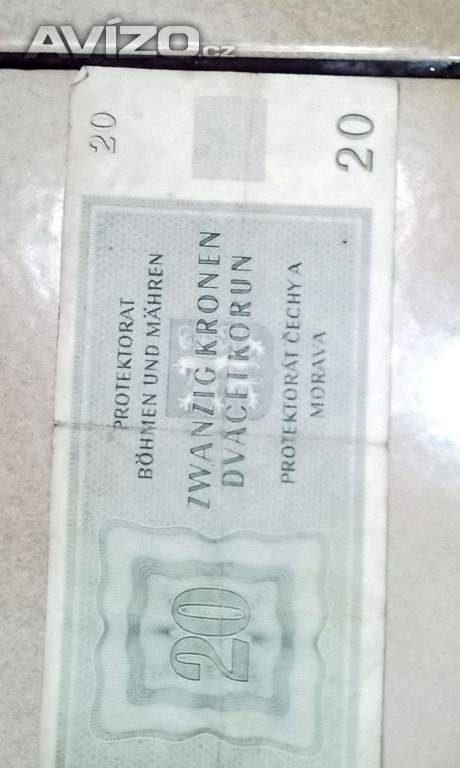 AVÍZO.cz
20
20
PROTEKTORAT
BÖHMEN UND MÄHREN
ZWANZIG KRONEN
DVACET KORUN
PROTEKTORÁT ČECHY A
MORAVA
20